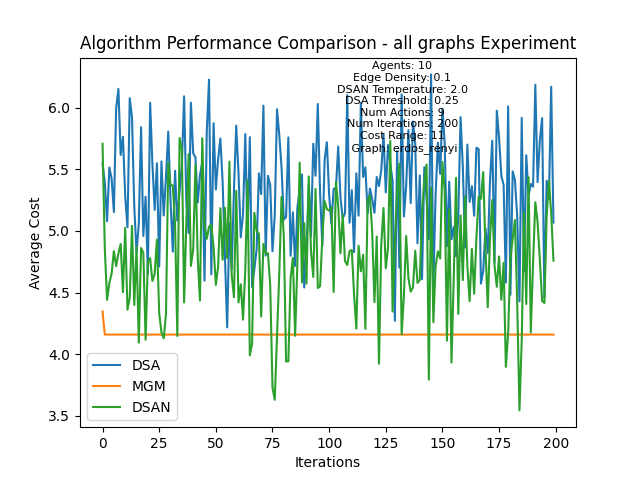 Algorithm Performance Comparison - all graphs Experiment
Agents: 10
Edge Density: 0.1
DSAN Temperature: 2.0
DSA Threshold: 0.25
Num Actions: 9
Num Iterations: 200
Cost Range: 11
Graph: erdos_renyi
Average Cost
6.0
5.5
5.0
4.5
4.0
3.5
DSA
MGM
DSAN
0 25 50 75 100 125 150 175 200
Iterations